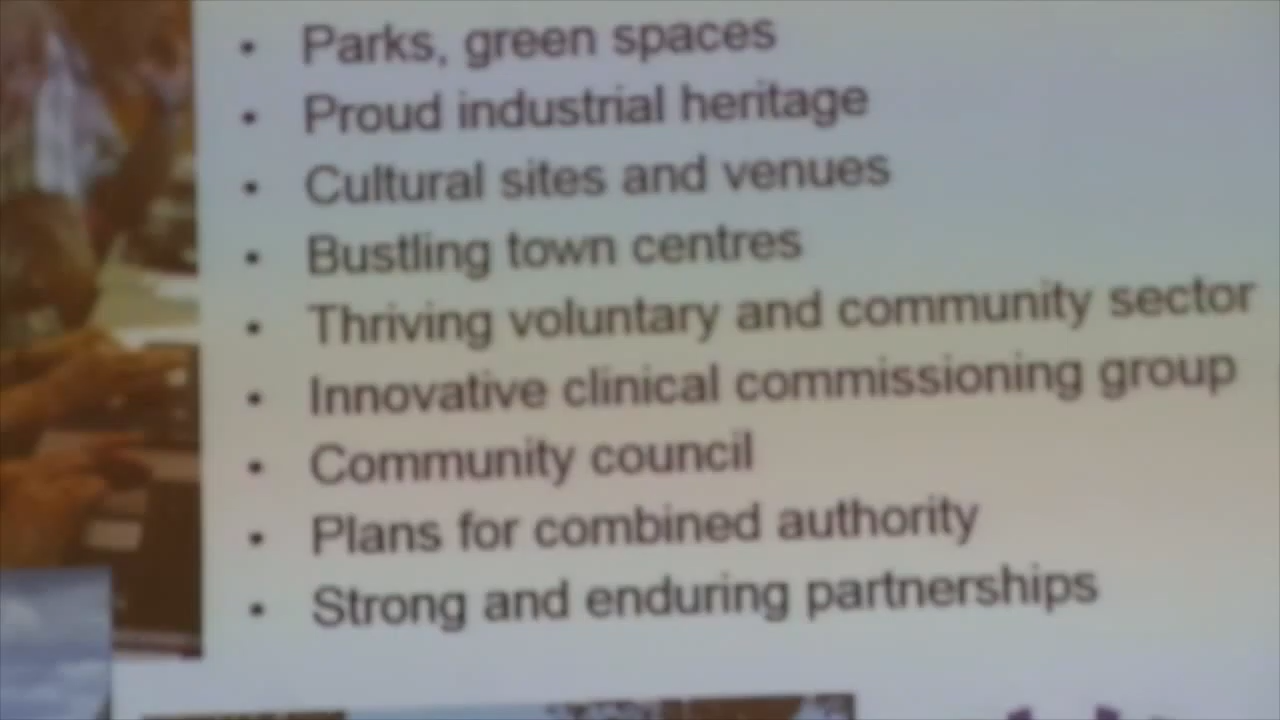 • Parks, green spaces
• Proud industrial heritage
• Cultural sites and venues
• Bustling town centres
• Thriving voluntary and community sector
• Innovative clinical commissioning group
• Community council
• Plans for combined authority
• Strong and enduring partnerships